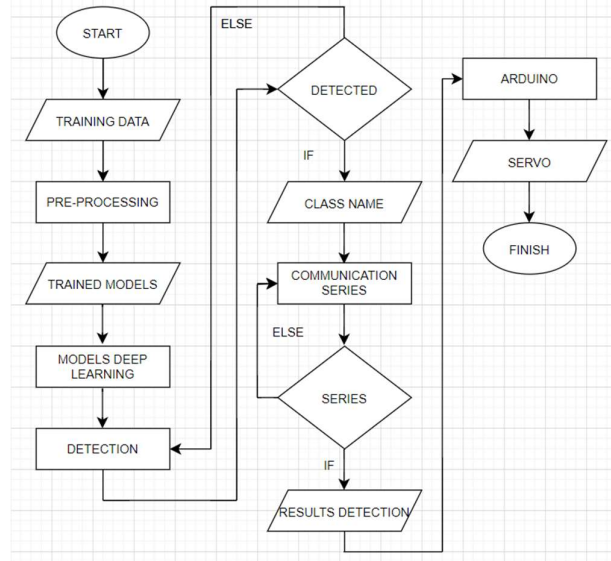 START
TRAINING DATA
PRE-PROCESSING
TRAINED MODELS
MODELS DEEP
LEARNING
DETECTION
ELSE
DETECTED
IF
CLASS NAME
COMMUNICATION
SERIES
ELSE
SERIES
IF
RESULTS DETECTION
ARDUINO
SERVO
FINISH